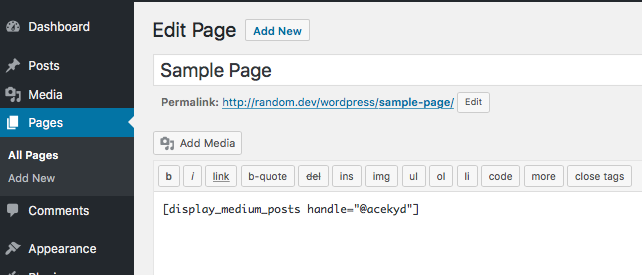 Dashboard
Posts
Media
Pages
All Pages
Add New
Comments
Appearance
Edit Page Add New
Sample Page
Permalink: http://random.dev/wordpress/sample-page/ Edit
Add Media
b i link b-quote del ins img ul ol li code more close tags
[display_medium_posts handle="@acekyd"]